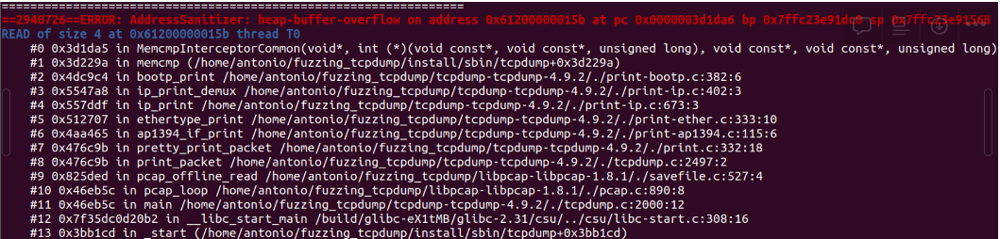 =================================================================
==2940726==ERROR: AddressSanitizer: heap-buffer-overflow on address 0x61200000015b at pc 0x0000003d1da6 bp 0x7ffc23e91dc0 sp 0x7ffc23e91568
READ of size 4 at 0x61200000015b thread T0
#0 0x3d1da5 in MemcmpInterceptorCommon(void*, int (*)(void const*, void const*, unsigned long), void const*, void const*, unsigned long)
#1 0x3d229a in memcmp (/home/antonio/fuzzing_tcpdump/install/sbin/tcpdump+0x3d229a)
#2 0x4dc9c4 in bootp_print /home/antonio/fuzzing_tcpdump/tcpdump-tcpdump-4.9.2/./print-bootp.c:382:6
#3 0x5547a8 in ip_print_demux /home/antonio/fuzzing_tcpdump/tcpdump-tcpdump-4.9.2/./print-ip.c:402:3
#4 0x557ddf in ip_print /home/antonio/fuzzing_tcpdump/tcpdump-tcpdump-4.9.2/./print-ip.c:673:3
#5 0x512707 in ethertype_print /home/antonio/fuzzing_tcpdump/tcpdump-tcpdump-4.9.2/./print-ether.c:333:10
#6 0x4aa465 in ap1394_if_print /home/antonio/fuzzing_tcpdump/tcpdump-tcpdump-4.9.2/./print-ap1394.c:115:6
#7 0x476c9b in pretty_print_packet /home/antonio/fuzzing_tcpdump/tcpdump-tcpdump-4.9.2/./print.c:332:18
#8 0x476c9b in print_packet /home/antonio/fuzzing_tcpdump/tcpdump-tcpdump-4.9.2/./tcpdump.c:2497:2
#9 0x825ded in pcap_offline_read /home/antonio/fuzzing_tcpdump/libpcap-libpcap-1.8.1/./savefile.c:527:4
#10 0x46eb5c in pcap_loop /home/antonio/fuzzing_tcpdump/libpcap-libpcap-1.8.1/./pcap.c:890:8
#11 0x46eb5c in main /home/antonio/fuzzing_tcpdump/tcpdump-tcpdump-4.9.2/./tcpdump.c:2000:12
#12 0x7f35dc0d20b2 in __libc_start_main /build/glibc-eX1tMB/glibc-2.31/csu/../csu/libc-start.c:308:16
#13 0x3bb1cd in _start (/home/antonio/fuzzing_tcpdump/install/sbin/tcpdump+0x3bb1cd)